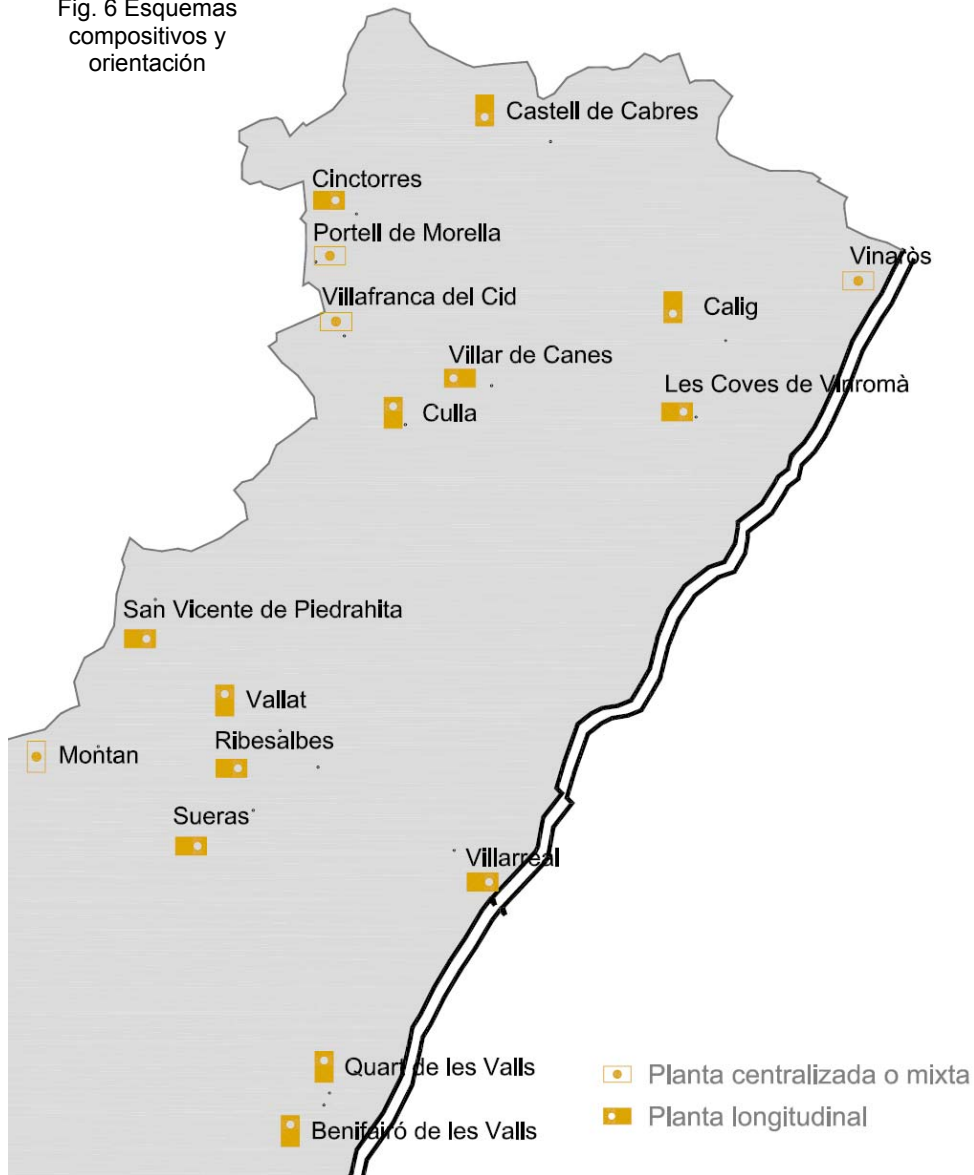 Fig. 6 Esquemas
compositivos y
orientación
Castell de Cabres
Cinctorres
Portell de Morella
Vinaròs
Villafranca del Cid
Calig
Villar de Canes
Les Coves de Vinromà
Culla
San Vicente de Piedrahita
Vallat
Ribesalbes
Montan
Sueras
Villarreal
Quart de les Valls
Planta centralizada o mixta
Planta longitudinal
Benifairó de les Valls